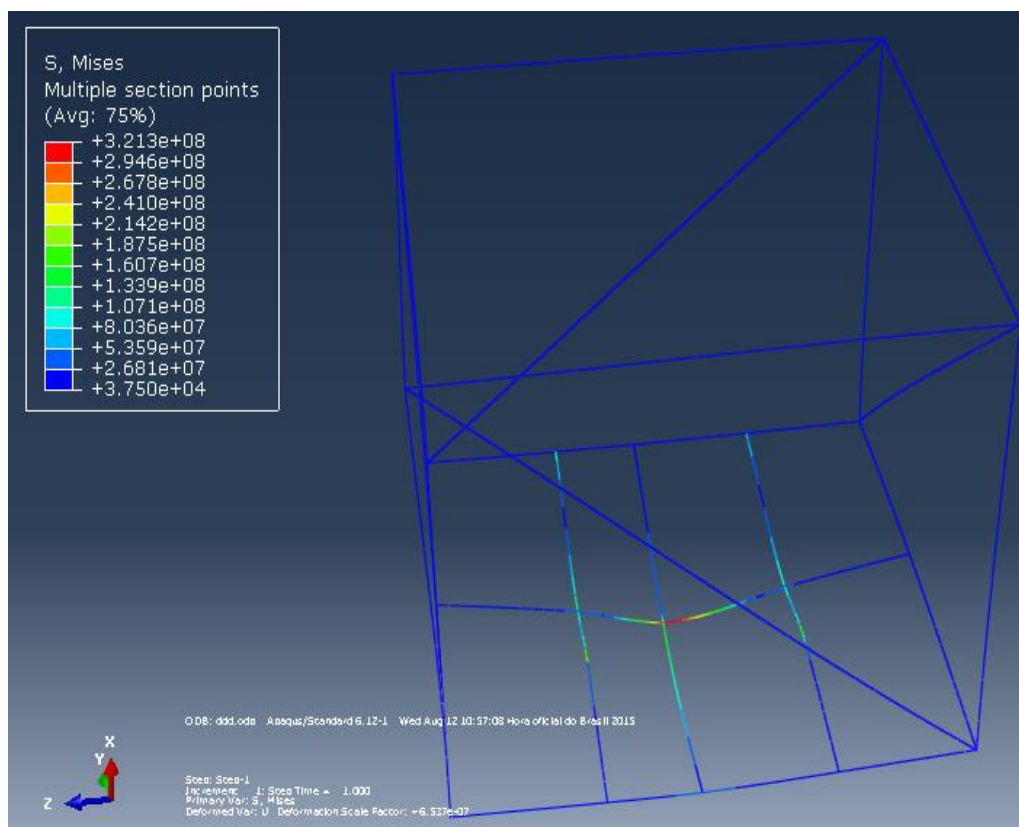 S, Mises
Multiple section points
(Avg: 75%)
+3.213e+08
+2.946e+08
+2.678e+08
+2.410e+08
+2.142e+08
+1.875e+08
+1.607e+08
+1.339e+08
+1.071e+08
+8.036e+07
+5.359e+07
+2.681e+07
+3.750e+04
ODB: ddd.odb Abaqus/Standard 6.12-1 Wed Aug 12 10:57:08 Hora oficial do Brasil 2015
X
Y
Z
Step: Step-1
Increment 1: Step Time = 1.000
Primary Var: S, Mises
Deformed Var: U Deformation Scale Factor: +6.537e-07